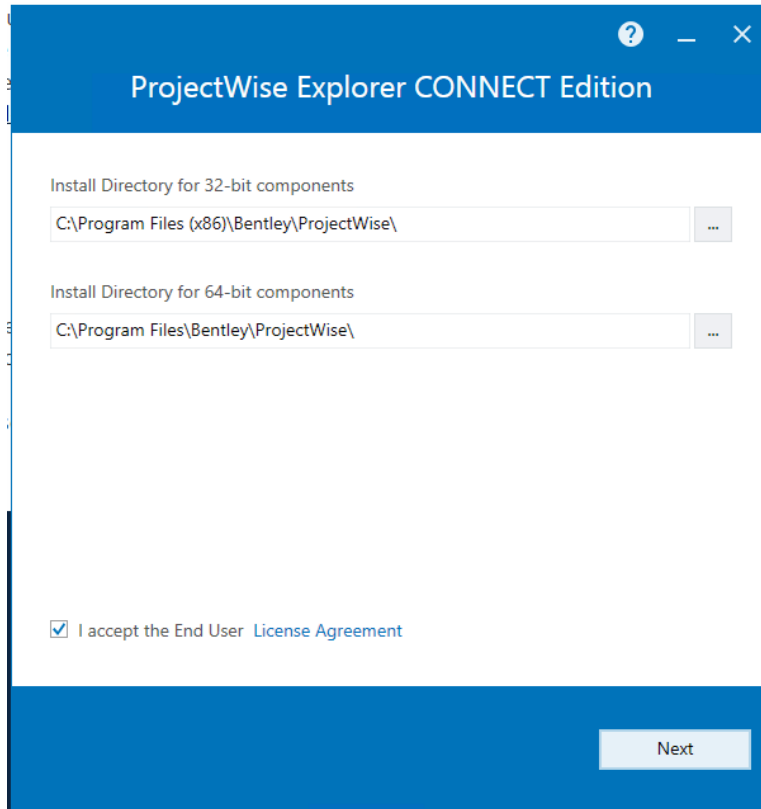 ProjectWise Explorer CONNECT Edition
Install Directory for 32-bit components
C:\Program Files (x86)\Bentley\ProjectWise\
...
Install Directory for 64-bit components
C:\Program Files\Bentley\ProjectWise\
...
I accept the End User License Agreement
Next